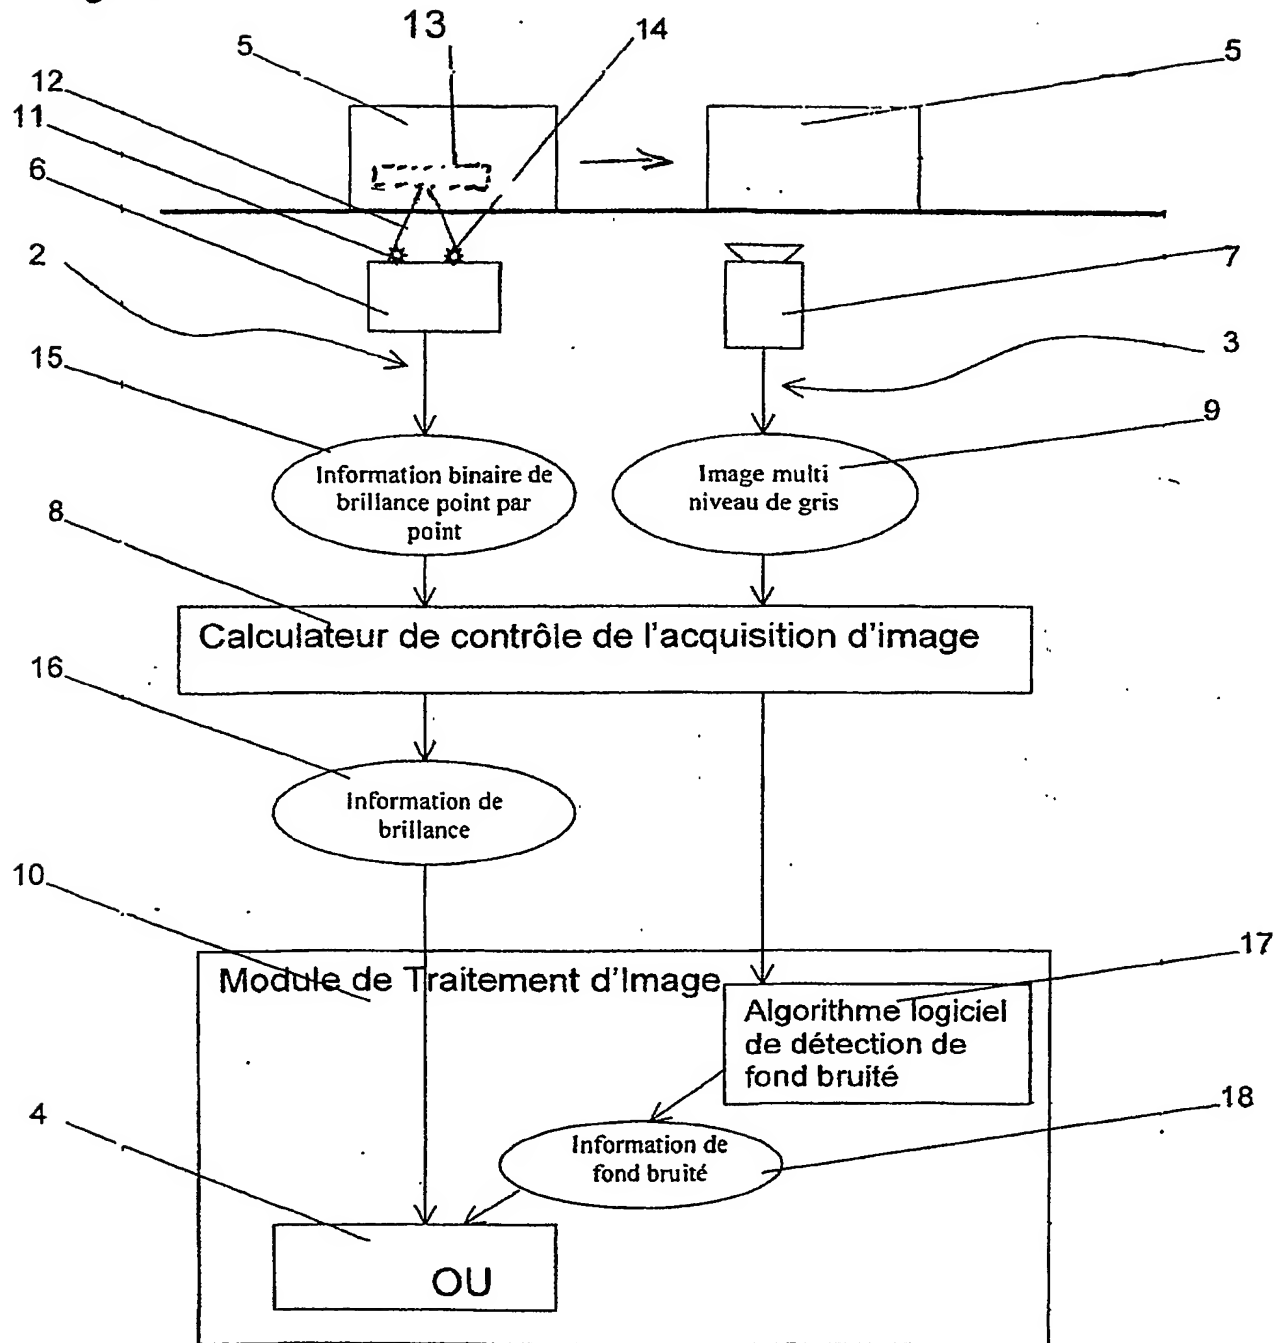 13
14
5
5
12
11
6
2
7
3
15
9
Information binaire de
brillance point par
point
Image multi
niveau de gris
8
Calculateur de contrôle de l'acquisition d'image
16
Information de
brillance
10
17
Module de Traitement d'Image
Algorithme logiciel
de détection de
fond bruité
4
18
Information de
fond bruité
OU